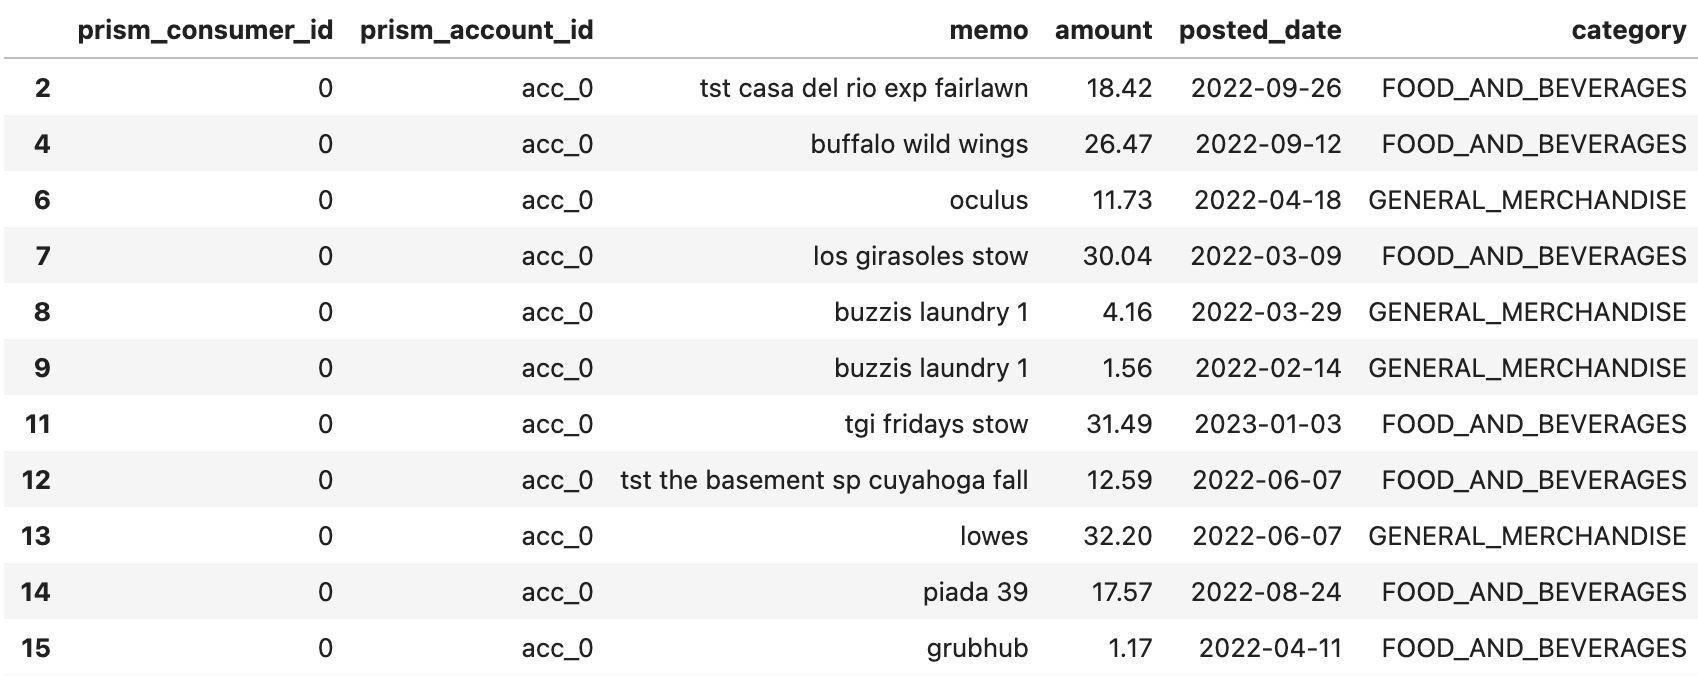 prism_consumer_id prism_account_id memo amount posted_date category
2 0 acc_0 tst casa del rio exp fairlawn 18.42 2022-09-26 FOOD_AND_BEVERAGES
4 0 acc_0 buffalo wild wings 26.47 2022-09-12 FOOD_AND_BEVERAGES
6 0 acc_0 oculus 11.73 2022-04-18 GENERAL_MERCHANDISE
7 0 acc_0 los girasoles stow 30.04 2022-03-09 FOOD_AND_BEVERAGES
8 0 acc_0 buzzis laundry 1 4.16 2022-03-29 GENERAL_MERCHANDISE
9 0 acc_0 buzzis laundry 1 1.56 2022-02-14 GENERAL_MERCHANDISE
11 0 acc_0 tgi fridays stow 31.49 2023-01-03 FOOD_AND_BEVERAGES
12 0 acc_0 tst the basement sp cuyahoga fall 12.59 2022-06-07 FOOD_AND_BEVERAGES
13 0 acc_0 lowes 32.20 2022-06-07 GENERAL_MERCHANDISE
14 0 acc_0 piada 39 17.57 2022-08-24 FOOD_AND_BEVERAGES
15 0 acc_0 grubhub 1.17 2022-04-11 FOOD_AND_BEVERAGES